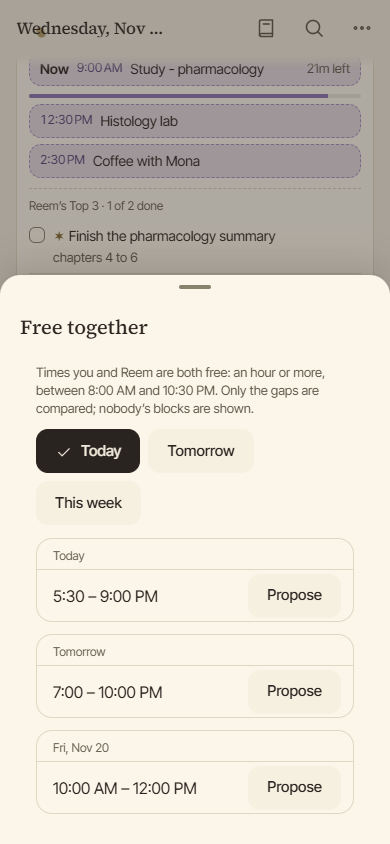 Wednesday, Nov ...
Now 9:00 AM Study - pharmacology 21m left
12:30 PM Histology lab
2:30 PM Coffee with Mona
Reem's Top 3 · 1 of 2 done
✶ Finish the pharmacology summary
chapters 4 to 6
Free together
Times you and Reem are both free: an hour or more,
between 8:00 AM and 10:30 PM. Only the gaps are
compared; nobody's blocks are shown.
Today Tomorrow
This week
Today
5:30 – 9:00 PM Propose
Tomorrow
7:00 – 10:00 PM Propose
Fri, Nov 20
10:00 AM – 12:00 PM Propose